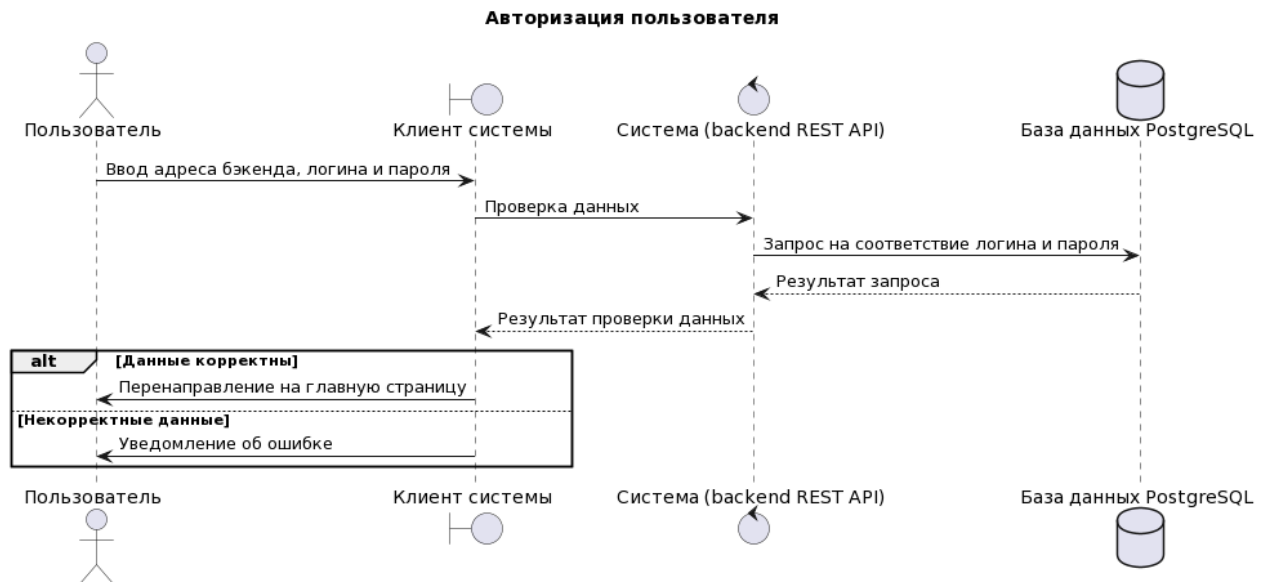 Авторизация пользователя
Пользователь
Клиент системы
Система (backend REST API)
База данных PostgreSQL
Ввод адреса бэкенда, логина и пароля
Проверка данных
Запрос на соответствие логина и пароля
Результат запроса
Результат проверки данных
alt [Данные корректны]
Перенаправление на главную страницу
[Некорректные данные]
Уведомление об ошибке
Пользователь
Клиент системы
Система (backend REST API)
База данных PostgreSQL